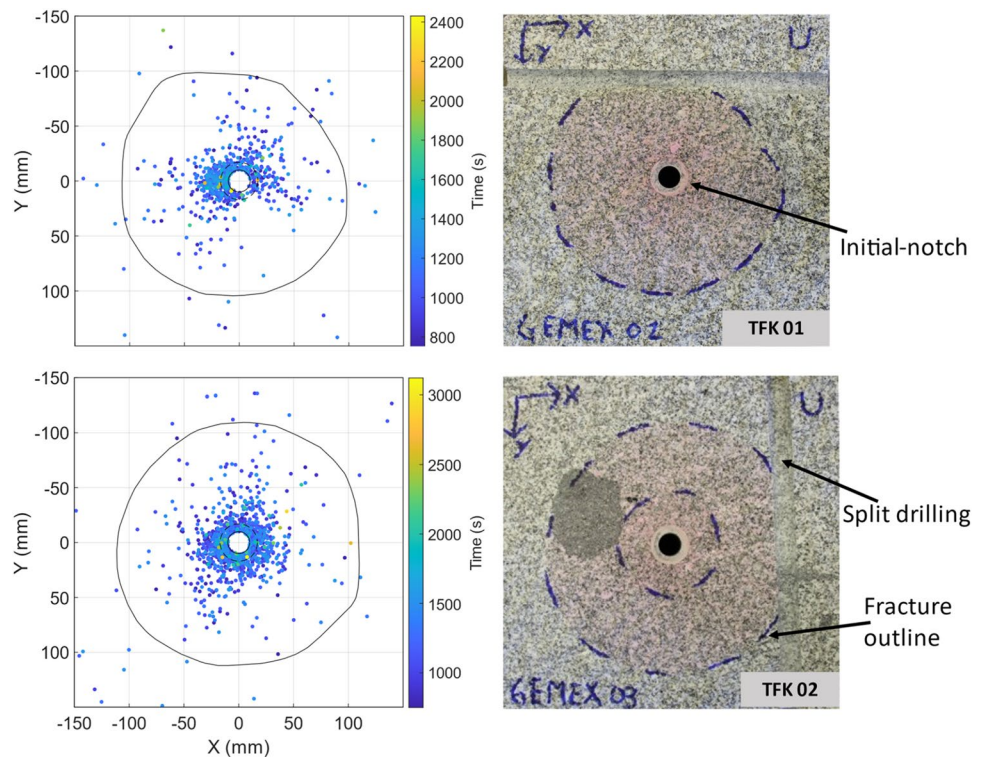 -150
-100
-50
0
50
100
Y (mm)
2400
2200
2000
1800
1600
1400
1200
1000
800
Time (s)
X
Y
U
Initial-notch
GEMEX 02
TFK 01
-150
-100
-50
0
50
100
Y (mm)
-150 -100 -50 0 50 100
X (mm)
3000
2500
2000
1500
1000
Time (s)
X
Y
U
Split drilling
Fracture
outline
GEMEX 03
TFK 02